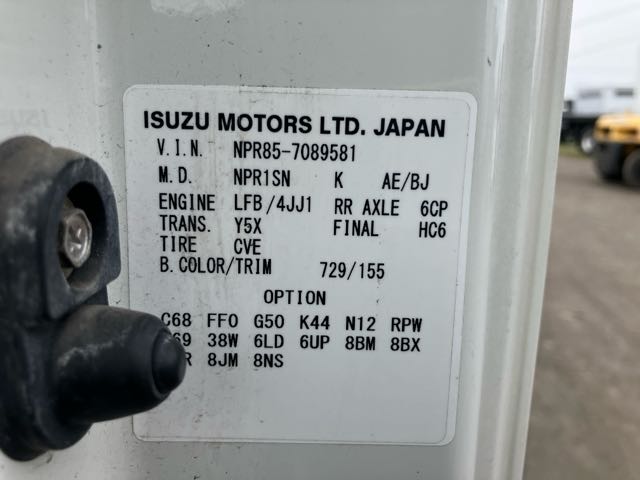 ISUZU MOTORS LTD. JAPAN
V.I.N. NPR85-7089581
M.D. NPR1SN K AE/BJ
ENGINE LFB/4JJ1 RR AXLE 6CP
TRANS. Y5X FINAL HC6
TIRE CVE
B.COLOR/TRIM 729/155
OPTION
C68 FF0 G50 K44 N12 RPW
38W 6LD 6UP 8BM 8BX
8JM 8NS